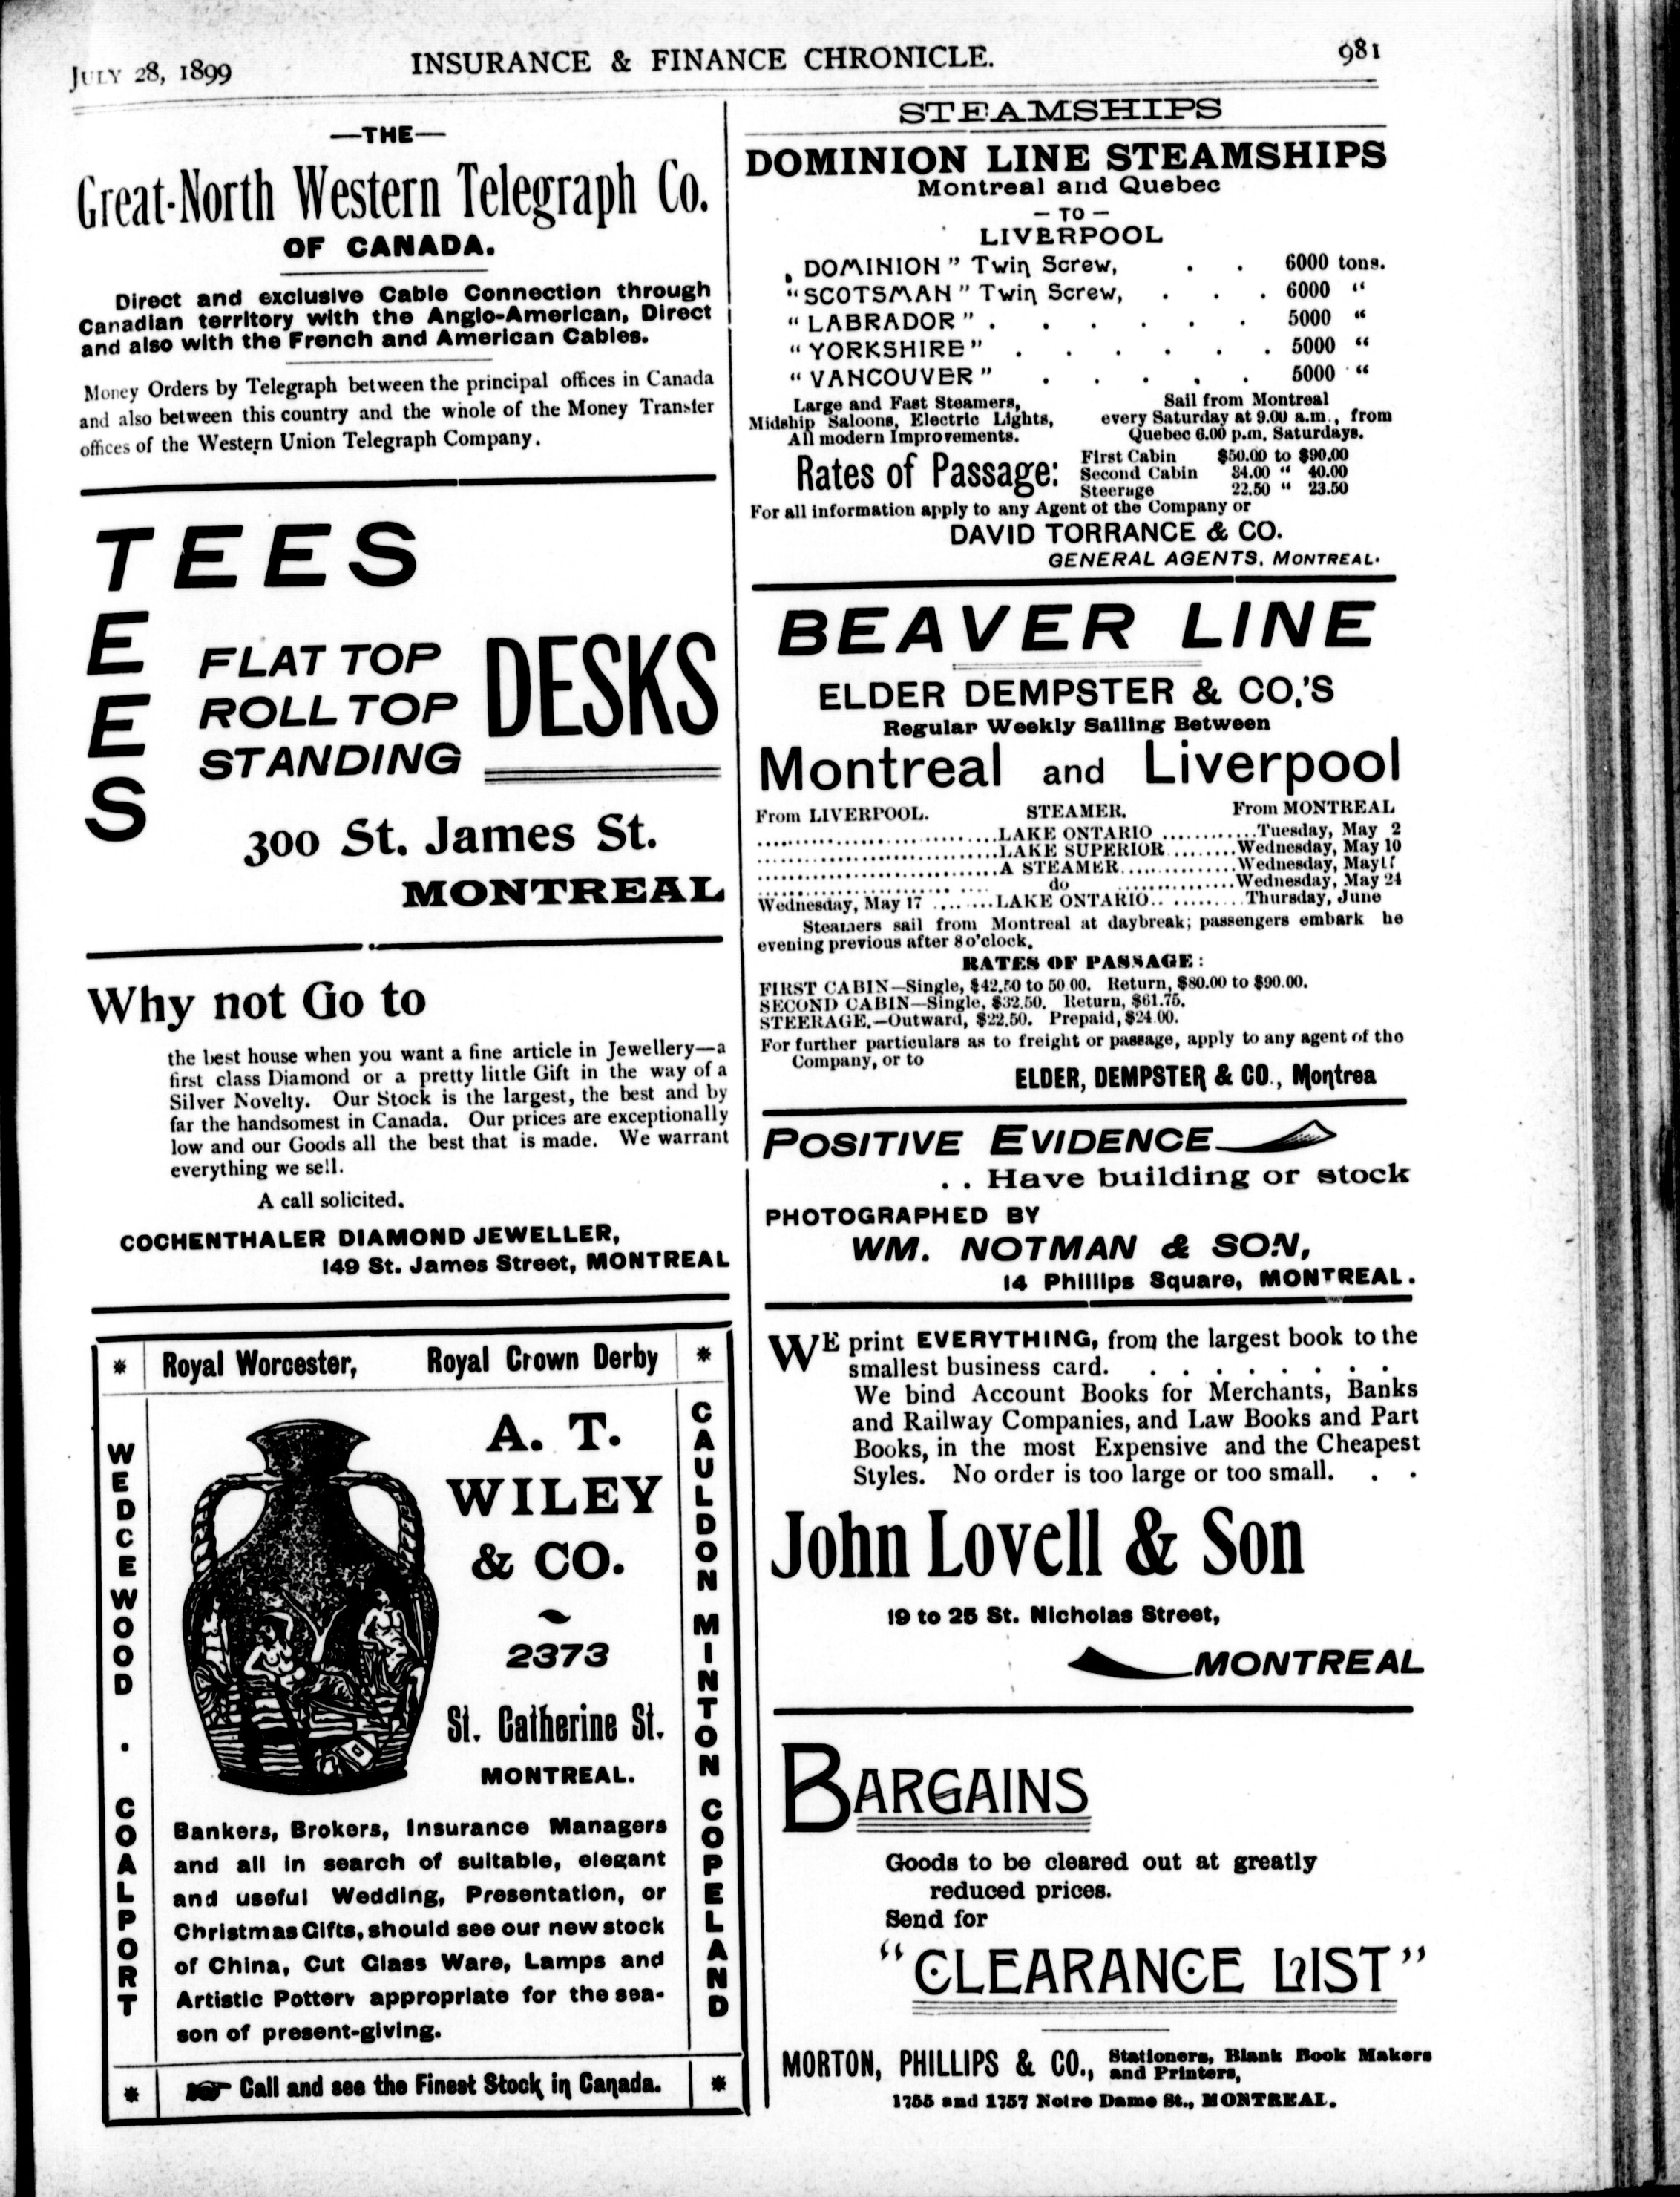 JULY 28, 1899 INSURANCE & FINANCE CHRONICLE. 981
—THE—
Great-North Western Telegraph Co.
OF CANADA.
Direct and exclusive Cable Connection through
Canadian territory with the Anglo-American, Direct
and also with the French and American Cables.
Money Orders by Telegraph between the principal offices in Canada
and also between this country and the whole of the Money Transfer
offices of the Western Union Telegraph Company.
TEES
EES
FLAT TOP
ROLL TOP
STANDING
DESKS
300 St. James St.
MONTREAL
Why not Go to
the best house when you want a fine article in Jewellery—a
first class Diamond or a pretty little Gift in the way of a
Silver Novelty. Our Stock is the largest, the best and by
far the handsomest in Canada. Our prices are exceptionally
low and our Goods all the best that is made. We warrant
everything we sell.
A call solicited.
COCHENTHALER DIAMOND JEWELLER,
149 St. James Street, MONTREAL
* Royal Worcester, Royal Crown Derby *
WEDGEWOOD . COALPORT
A. T.
WILEY
& CO.
2373
St. Catherine St.
MONTREAL.
Bankers, Brokers, Insurance Managers
and all in search of suitable, elegant
and useful Wedding, Presentation, or
Christmas Gifts, should see our new stock
of China, Cut Glass Ware, Lamps and
Artistic Pottery appropriate for the sea-
son of present-giving.
CAULDON MINTON COPELAND
* Call and see the Finest Stock in Canada. *
STEAMSHIPS
DOMINION LINE STEAMSHIPS
Montreal and Quebec
— TO —
LIVERPOOL
"DOMINION" Twin Screw, . . 6000 tons.
"SCOTSMAN" Twin Screw, . . . 6000 "
"LABRADOR" . . . . . . 5000 "
"YORKSHIRE" . . . . . . 5000 "
"VANCOUVER" . . . . . 5000 "
Large and Fast Steamers,
Midship Saloons, Electric Lights,
All modern Improvements.
Sail from Montreal
every Saturday at 9.00 a.m., from
Quebec 6.00 p.m. Saturdays.
Rates of Passage:
First Cabin $50.00 to $90.00
Second Cabin 34.00 " 40.00
Steerage 22.50 " 23.50
For all information apply to any Agent of the Company or
DAVID TORRANCE & CO.
GENERAL AGENTS, MONTREAL.
BEAVER LINE
ELDER DEMPSTER & CO,'S
Regular Weekly Sailing Between
Montreal and Liverpool
From LIVERPOOL. STEAMER. From MONTREAL
LAKE ONTARIO ............Tuesday, May 2
LAKE SUPERIOR.........Wednesday, May 10
A STEAMER..............Wednesday, May 17
do ..............Wednesday, May 24
Wednesday, May 17 ........LAKE ONTARIO...........Thursday, June
Steamers sail from Montreal at daybreak; passengers embark he
evening previous after 8 o'clock.
RATES OF PASSAGE:
FIRST CABIN—Single, $42.50 to 50 00. Return, $80.00 to $90.00.
SECOND CABIN—Single, $32.50. Return, $61.75.
STEERAGE.—Outward, $22.50. Prepaid, $24 00.
For further particulars as to freight or passage, apply to any agent of the
Company, or to
ELDER, DEMPSTER & CO., Montrea
POSITIVE EVIDENCE
. . Have building or stock
PHOTOGRAPHED BY
WM. NOTMAN & SON,
14 Phillips Square, MONTREAL.
WE print EVERYTHING, from the largest book to the
smallest business card. . . . . . . . .
We bind Account Books for Merchants, Banks
and Railway Companies, and Law Books and Part
Books, in the most Expensive and the Cheapest
Styles. No order is too large or too small. . .
John Lovell & Son
19 to 25 St. Nicholas Street,
MONTREAL
BARGAINS
Goods to be cleared out at greatly
reduced prices.
Send for
"CLEARANCE LIST"
MORTON, PHILLIPS & CO., Stationers, Blank Book Makers
and Printers,
1755 and 1757 Notre Dame St., MONTREAL.